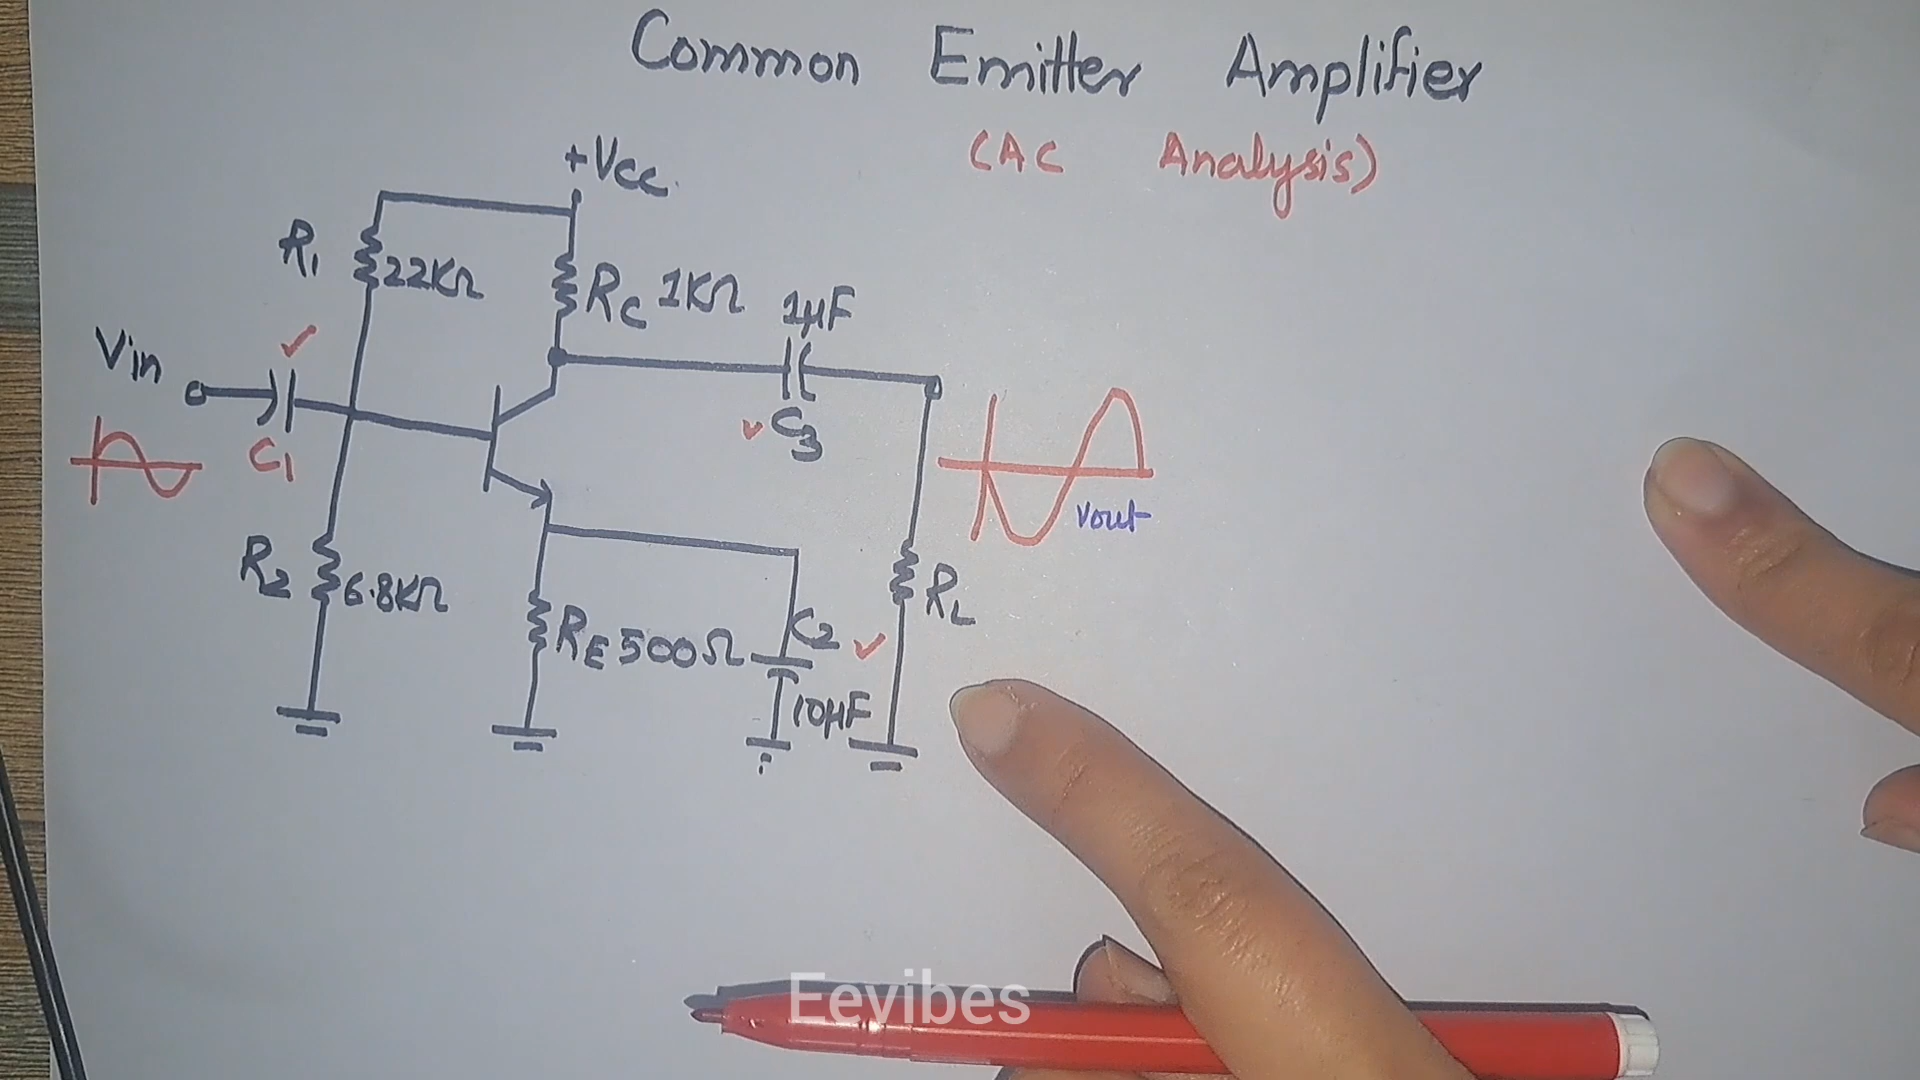 Common Emitter Amplifier
(AC Analysis)
+Vcc
R1
22KΩ
RC 1KΩ
1μF
Vin
C1
C3
Vout
R2
6.8KΩ
RE 500Ω
C2
10μF
RL
Eevibes